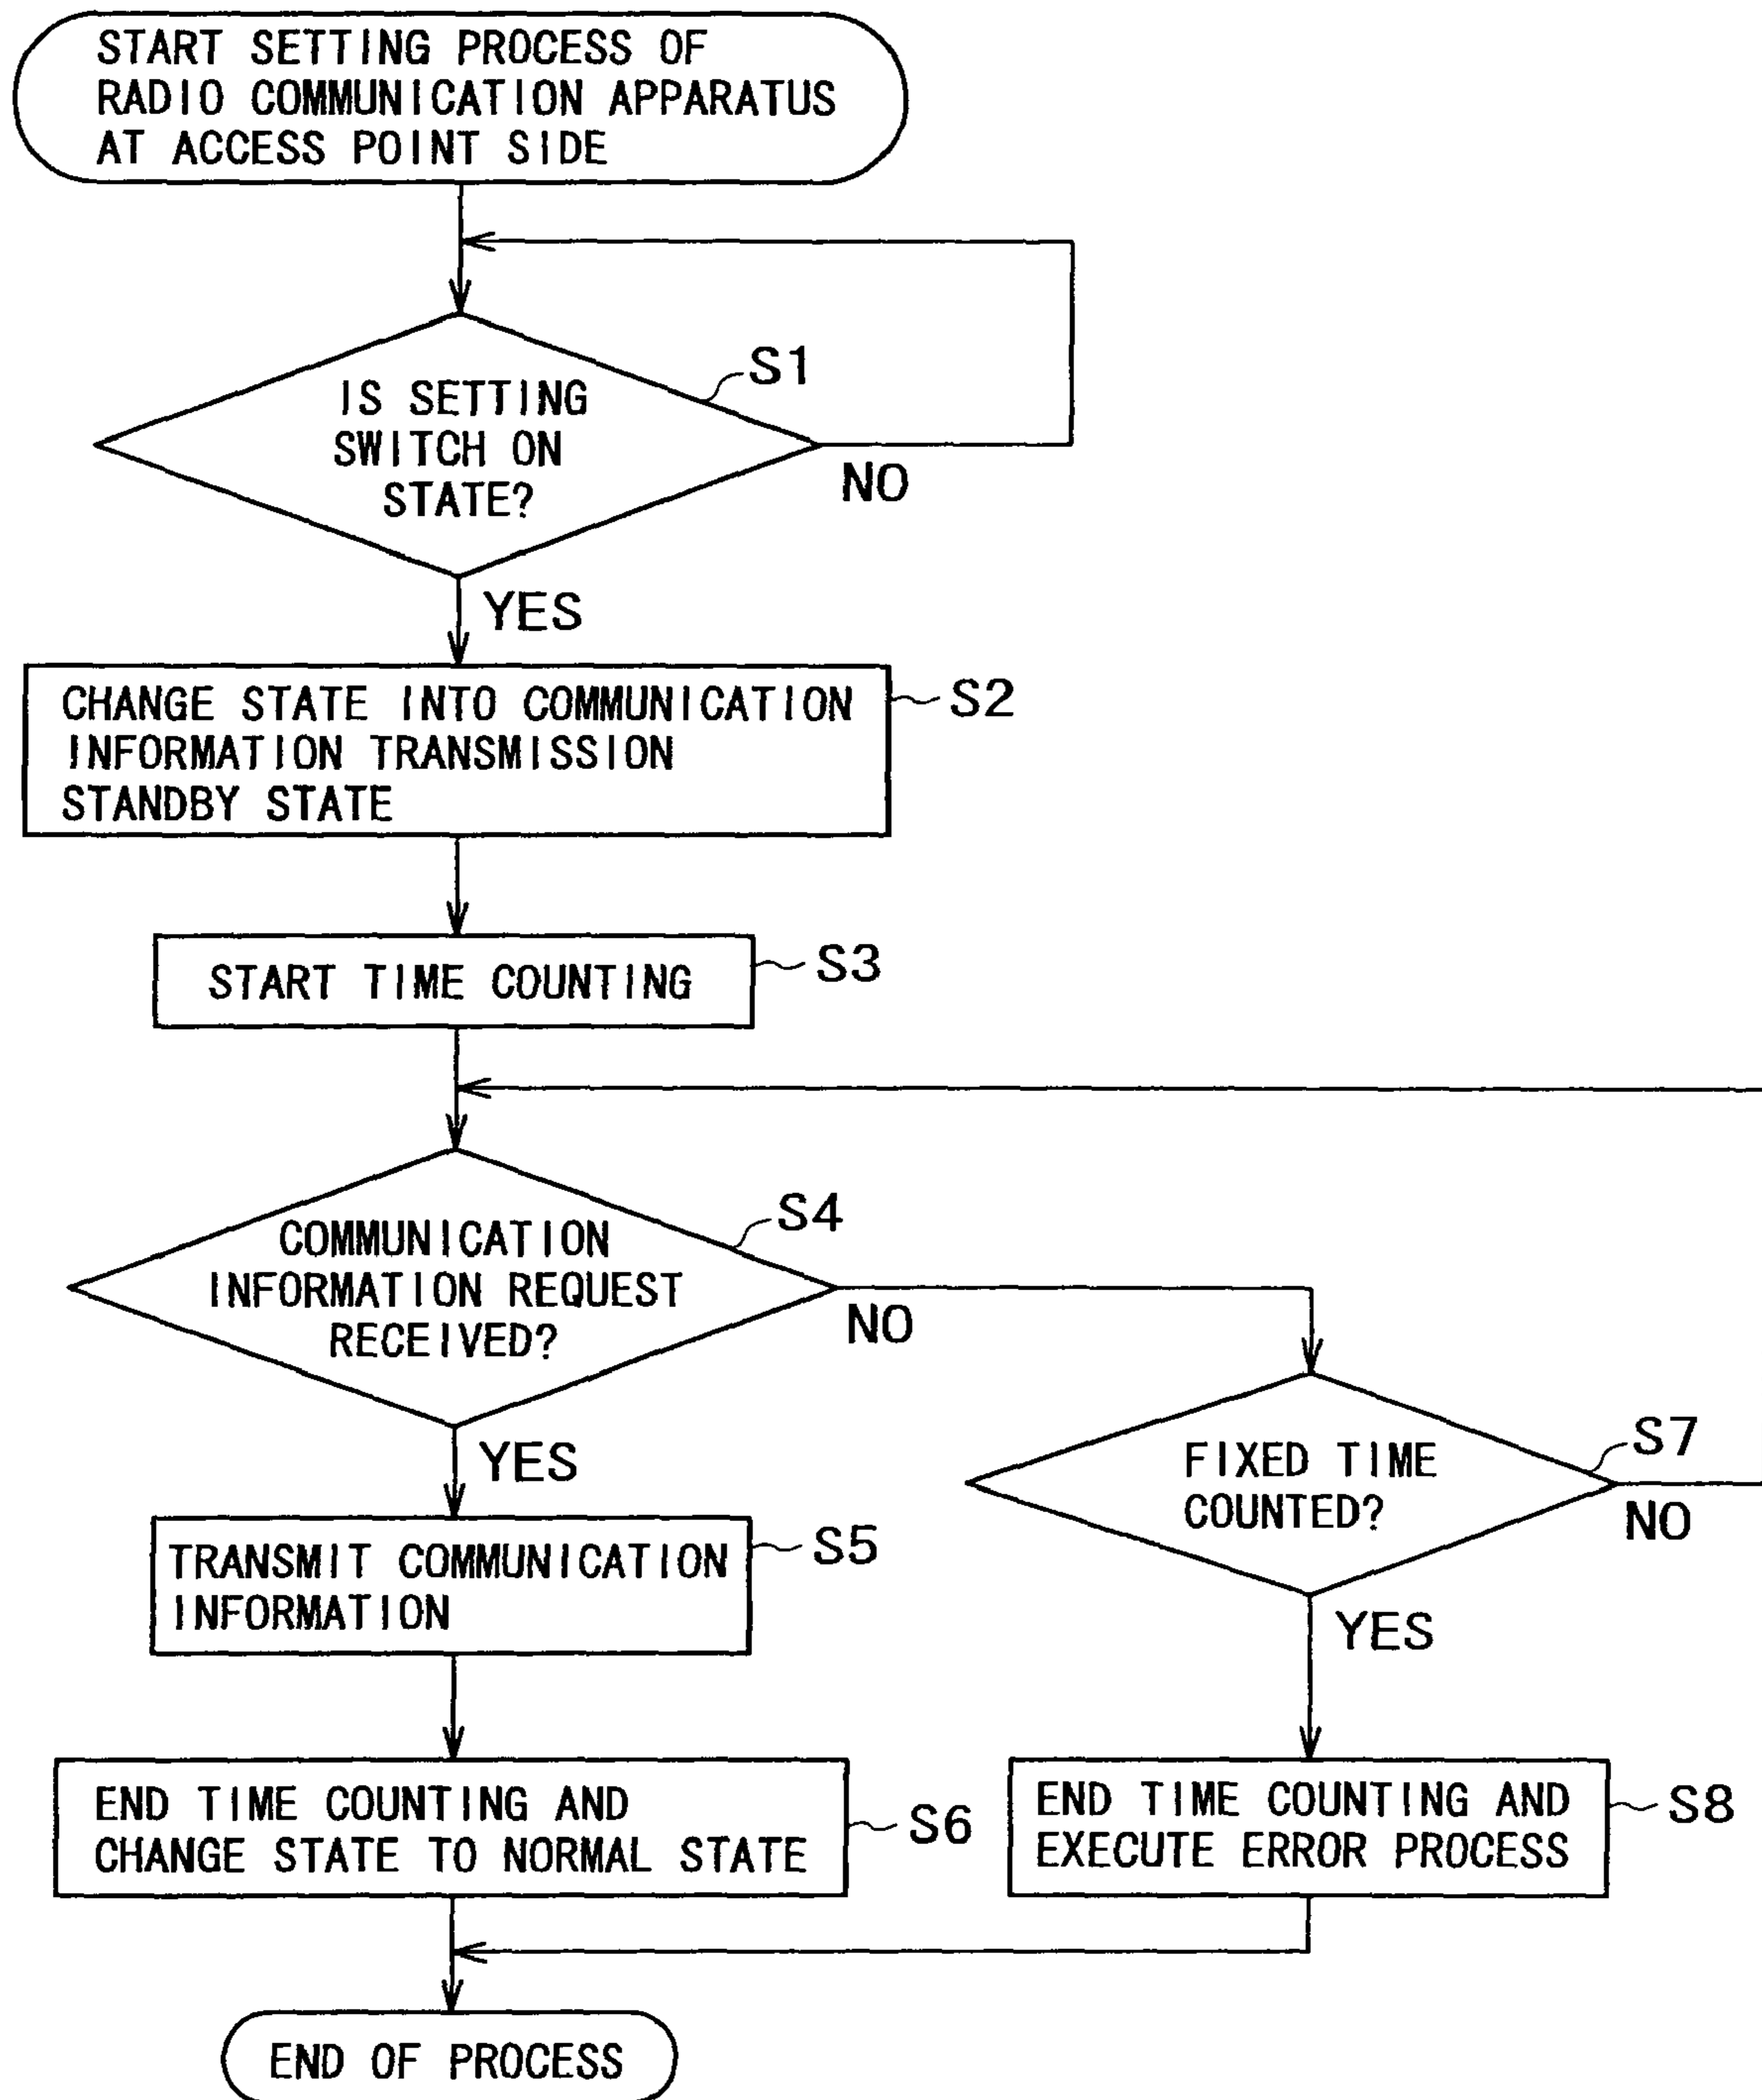 START SETTING PROCESS OF
RADIO COMMUNICATION APPARATUS
AT ACCESS POINT SIDE
S1
IS SETTING
SWITCH ON
STATE?
NO
YES
S2
CHANGE STATE INTO COMMUNICATION
INFORMATION TRANSMISSION
STANDBY STATE
S3
START TIME COUNTING
S4
COMMUNICATION
INFORMATION REQUEST
RECEIVED?
NO
YES
S7
FIXED TIME
COUNTED?
NO
YES
S5
TRANSMIT COMMUNICATION
INFORMATION
END TIME COUNTING AND
CHANGE STATE TO NORMAL STATE
S6
END TIME COUNTING AND
EXECUTE ERROR PROCESS
S8
END OF PROCESS